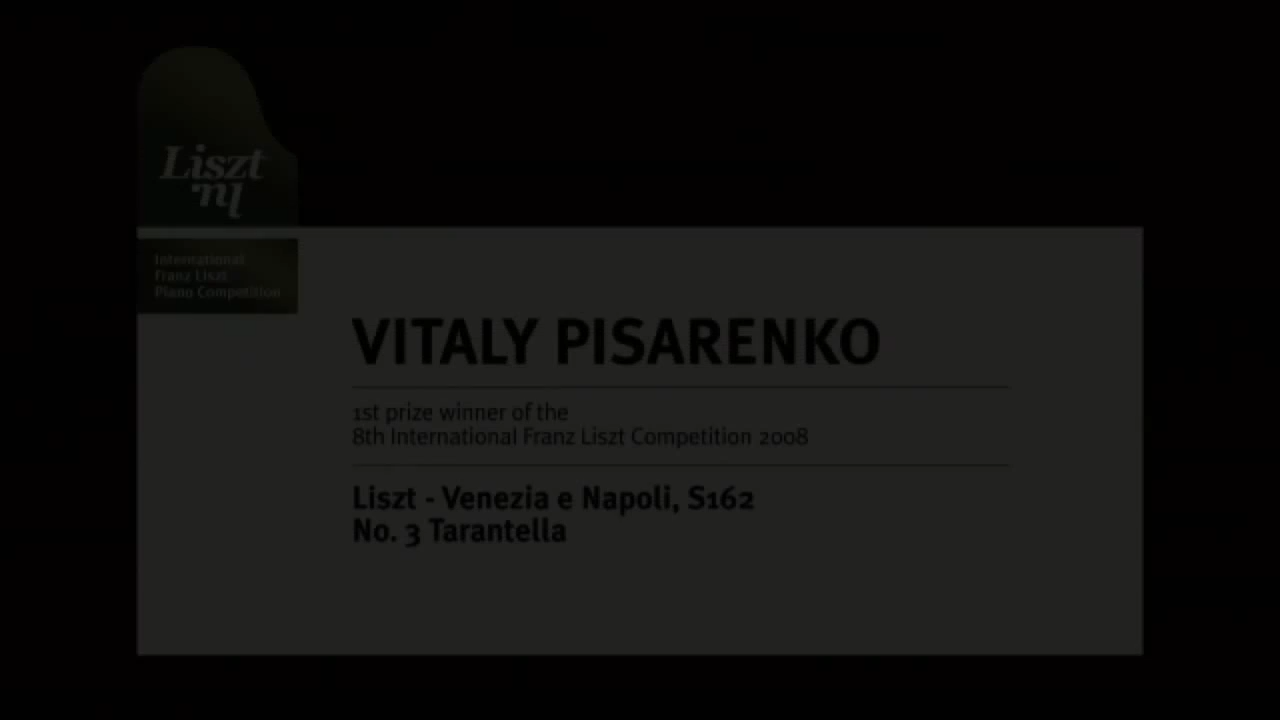 Liszt
.nl
International
Franz Liszt
Piano Competition
VITALY PISARENKO
1st prize winner of the
8th International Franz Liszt Competition 2008
Liszt - Venezia e Napoli, S162
No. 3 Tarantella